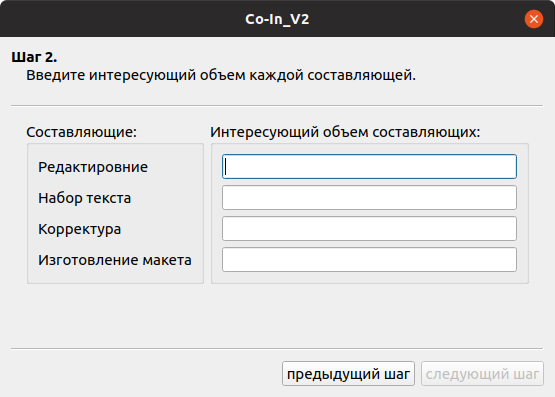 Co-In_V2
Шаг 2.
Введите интересующий объем каждой составляющей.
Составляющие:
Интересующий объем составляющих:
Редактировние
Набор текста
Корректура
Изготовление макета
предыдущий шаг
следующий шаг